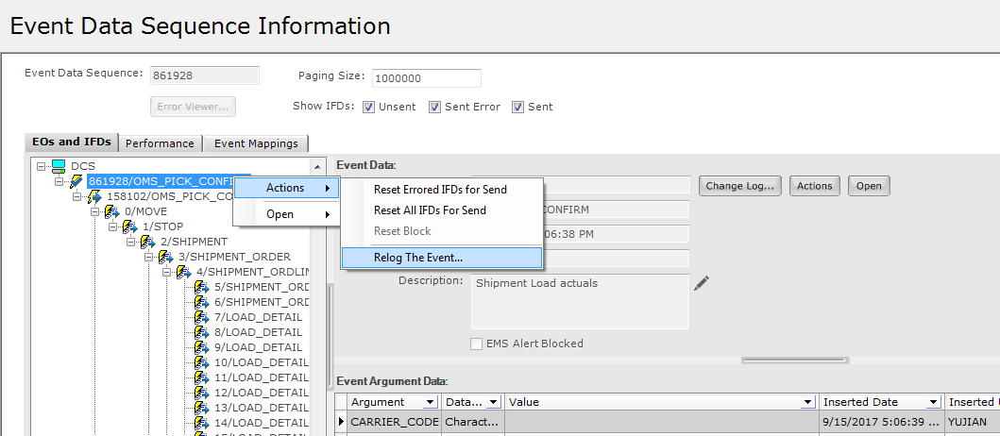 Event Data Sequence Information
Event Data Sequence: 861928 Paging Size: 1000000
Error Viewer... Show IFDs: Unsent Sent Error Sent
EOs and IFDs Performance Event Mappings
DCS
861928/OMS_PICK_CONFI
158102/OMS_PICK_CO
0/MOVE
1/STOP
2/SHIPMENT
3/SHIPMENT_ORDER
4/SHIPMENT_ORDLIN
5/SHIPMENT_ORD
6/SHIPMENT_ORD
7/LOAD_DETAIL
8/LOAD_DETAIL
9/LOAD_DETAIL
10/LOAD_DETAIL
11/LOAD_DETAIL
12/LOAD_DETAIL
13/LOAD_DETAIL
14/LOAD_DETAIL
Actions
Open
Reset Errored IFDs for Send
Reset All IFDs For Send
Reset Block
Relog The Event...
Event Data:
Change Log... Actions Open
CONFIRM
06:38 PM
Description: Shipment Load actuals
EMS Alert Blocked
Event Argument Data:
Argument Data... Value Inserted Date Inserted U
CARRIER_CODE Charact... 9/15/2017 5:06:39 ... YUJIAN